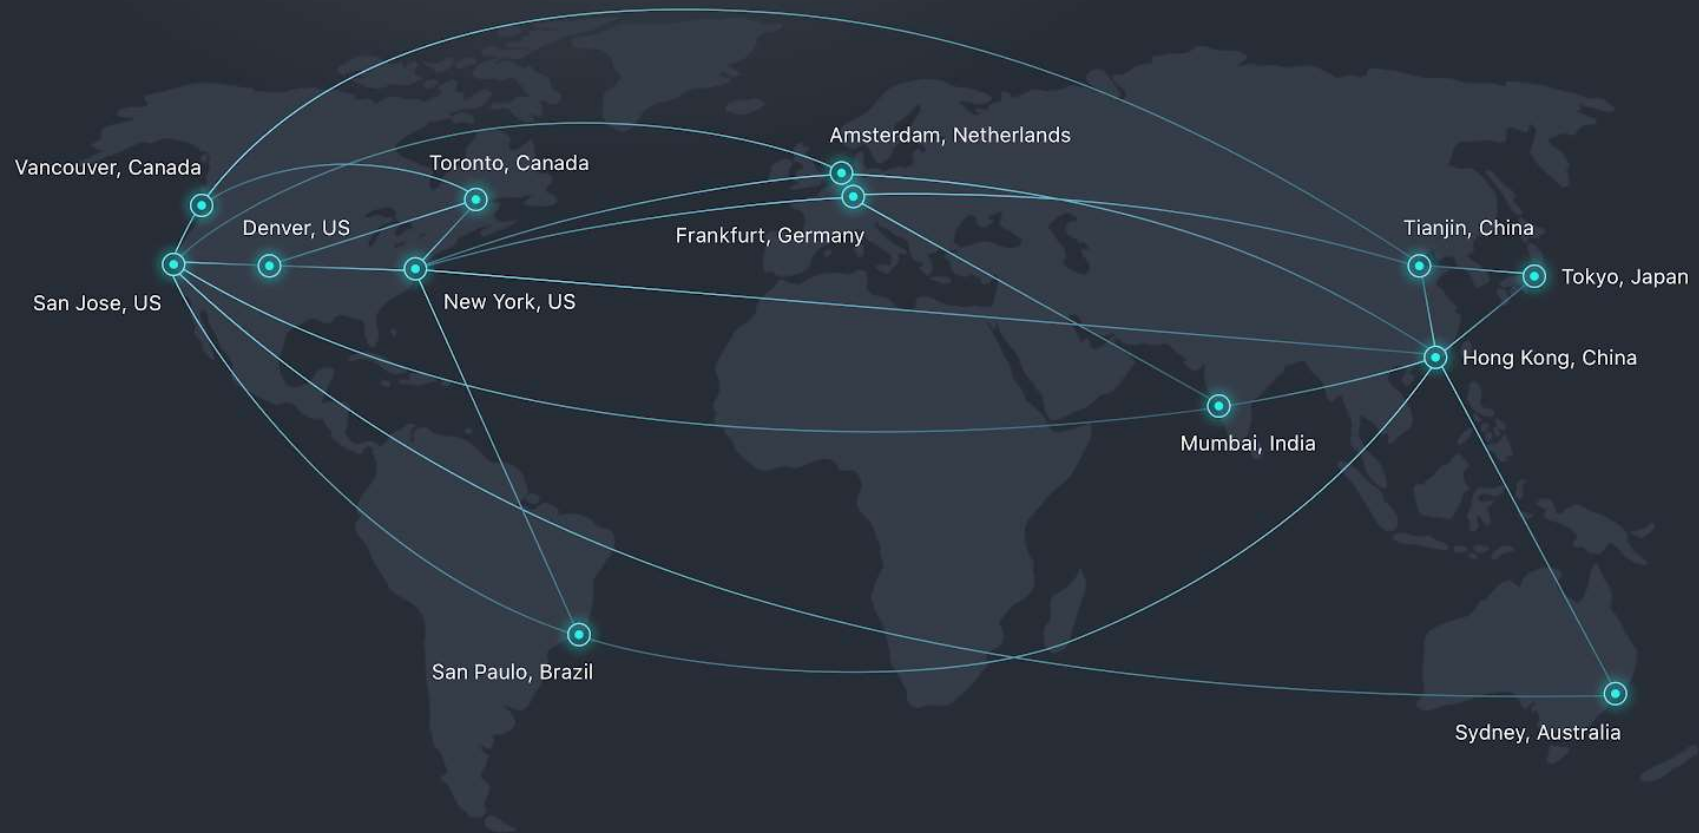 Amsterdam, Netherlands
Vancouver, Canada
Toronto, Canada
Denver, US
Frankfurt, Germany
Tianjin, China
Tokyo, Japan
San Jose, US
New York, US
Hong Kong, China
Mumbai, India
San Paulo, Brazil
Sydney, Australia